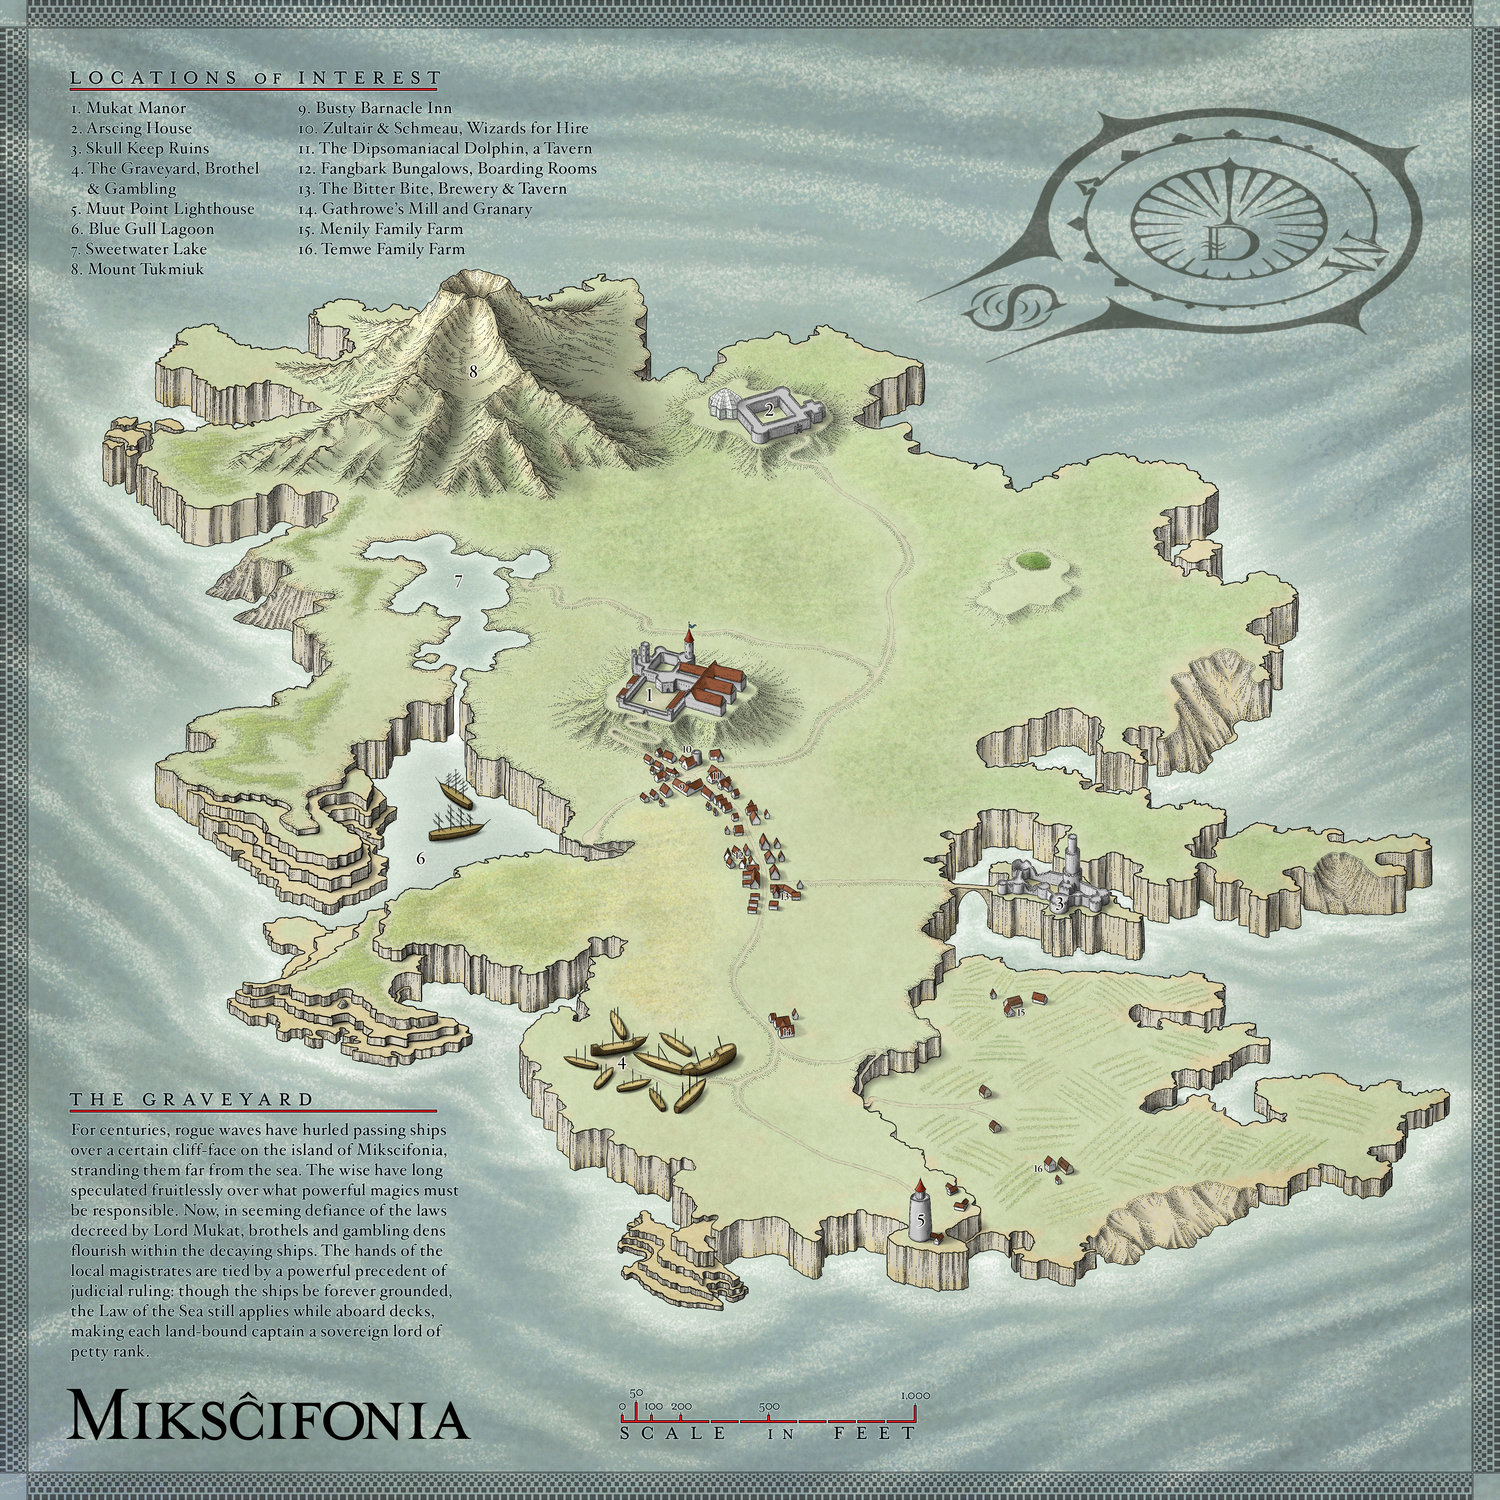 LOCATIONS OF INTEREST
1. Mukat Manor
2. Arscing House
3. Skull Keep Ruins
4. The Graveyard, Brothel
& Gambling
5. Muut Point Lighthouse
6. Blue Gull Lagoon
7. Sweetwater Lake
8. Mount Tukmiuk
9. Busty Barnacle Inn
10. Zultair & Schmeau, Wizards for Hire
11. The Dipsomaniacal Dolphin, a Tavern
12. Fangbark Bungalows, Boarding Rooms
13. The Bitter Bite, Brewery & Tavern
14. Gathrowe's Mill and Granary
15. Menily Family Farm
16. Temwe Family Farm
D
W
S
8
2
7
1
10
11
9
12
13
6
3
15
14
4
16
5
THE GRAVEYARD
For centuries, rogue waves have hurled passing ships
over a certain cliff-face on the island of Mikscifonia,
stranding them far from the sea. The wise have long
speculated fruitlessly over what powerful magics must
be responsible. Now, in seeming defiance of the laws
decreed by Lord Mukat, brothels and gambling dens
flourish within the decaying ships. The hands of the
local magistrates are tied by a powerful precedent of
judicial ruling: though the ships be forever grounded,
the Law of the Sea still applies while aboard decks,
making each land-bound captain a sovereign lord of
petty rank.
MIKSĈIFONIA
0 50 100 200 500 1,000
SCALE IN FEET